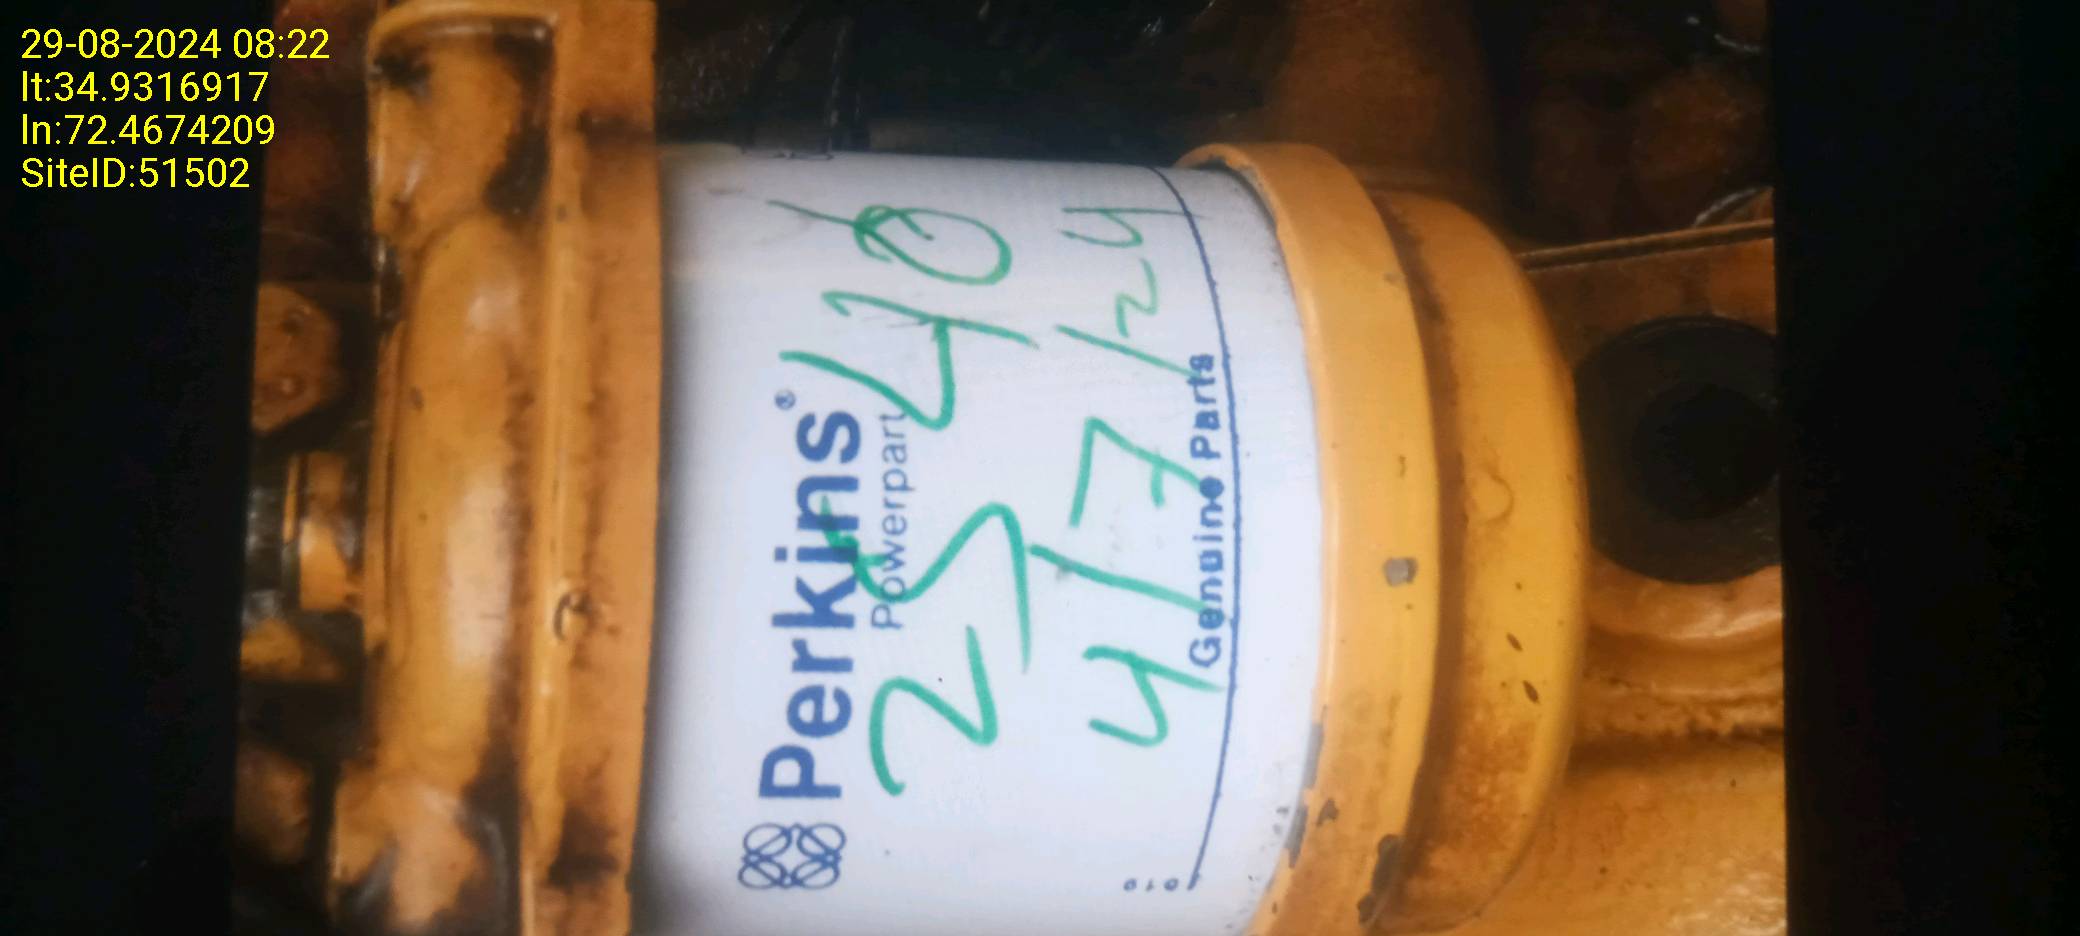 29-08-2024 08:22
lt:34.9316917
ln:72.4674209
SiteID:51502
Perkins®
Powerpart
2540
4/7/24
Genuine Parts